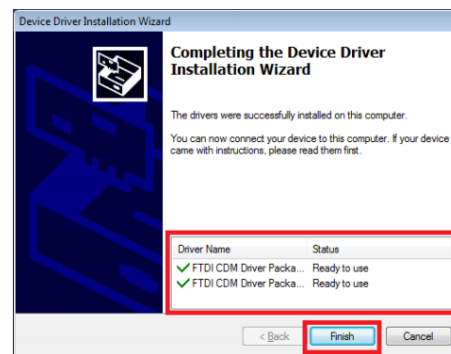 Device Driver Installation Wizard
Completing the Device Driver
Installation Wizard
The drivers were successfully installed on this computer.
You can now connect your device to this computer. If your device
came with instructions, please read them first.
Driver Name Status
FTDI CDM Driver Packa... Ready to use
FTDI CDM Driver Packa... Ready to use
< Back Finish Cancel